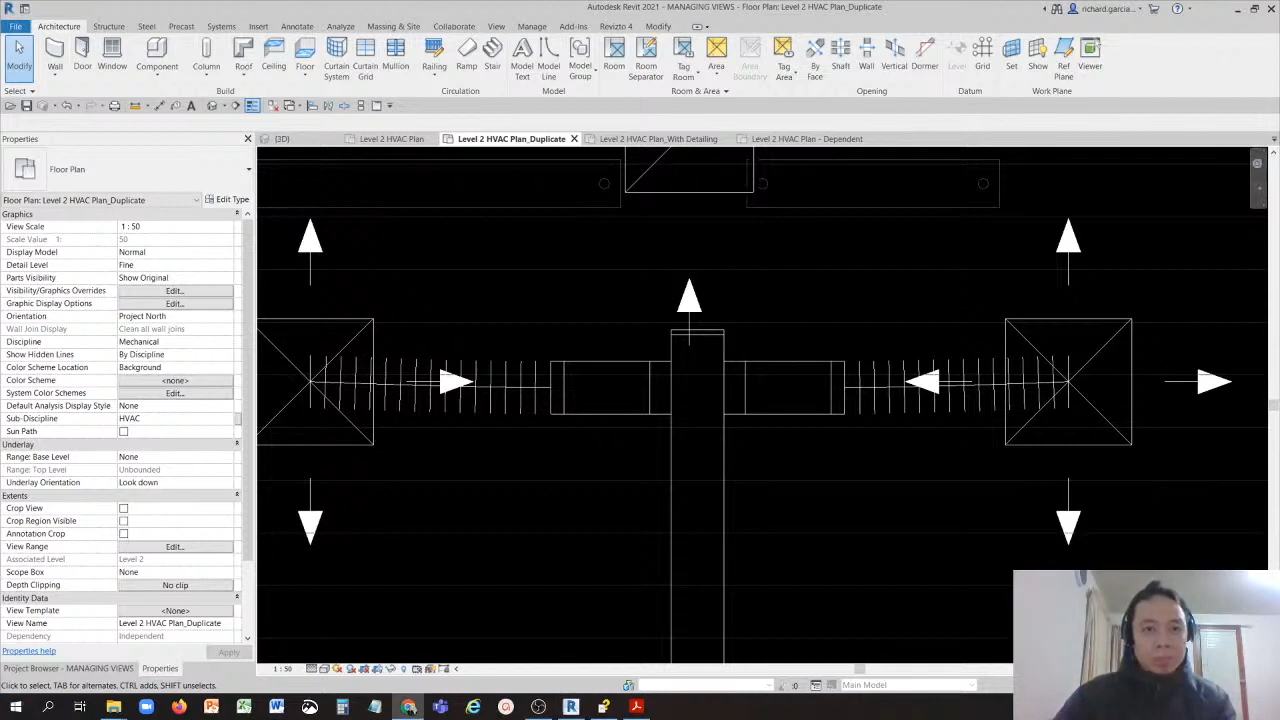 Autodesk Revit 2021 - MANAGING VIEWS - Floor Plan: Level 2 HVAC Plan_Duplicate
richard.garcia...
File Architecture Structure Steel Precast Systems Insert Annotate Analyze Massing & Site Collaborate View Manage Add-Ins Revizto 4 Modify
Modify Wall Door Window Component Column Roof Ceiling Floor Curtain System Curtain Grid Mullion Railing Ramp Stair Model Text Model Line Model Group Room Room Separator Tag Room Area Area Boundary Tag Area By Face Shaft Wall Vertical Dormer Level Grid Set Show Ref Plane Viewer
Select Build Circulation Model Room & Area Opening Datum Work Plane
Properties
{3D} Level 2 HVAC Plan Level 2 HVAC Plan_Duplicate Level 2 HVAC Plan_With Detailing Level 2 HVAC Plan - Dependent
Floor Plan
Floor Plan: Level 2 HVAC Plan_Duplicate Edit Type
Graphics
View Scale 1 : 50
Scale Value 1: 50
Display Model Normal
Detail Level Fine
Parts Visibility Show Original
Visibility/Graphics Overrides Edit...
Graphic Display Options Edit...
Orientation Project North
Wall Join Display Clean all wall joins
Discipline Mechanical
Show Hidden Lines By Discipline
Color Scheme Location Background
Color Scheme <none>
System Color Schemes Edit...
Default Analysis Display Style None
Sub-Discipline HVAC
Sun Path
Underlay
Range: Base Level None
Range: Top Level Unbounded
Underlay Orientation Look down
Extents
Crop View
Crop Region Visible
Annotation Crop
View Range Edit...
Associated Level Level 2
Scope Box None
Depth Clipping No clip
Identity Data
View Template <None>
View Name Level 2 HVAC Plan_Duplicate
Dependency Independent
Properties help Apply
Project Browser - MANAGING VIEWS Properties
1 : 50
Click to select, TAB for alternates, CTRL adds, SHIFT unselects.
:0 Main Model